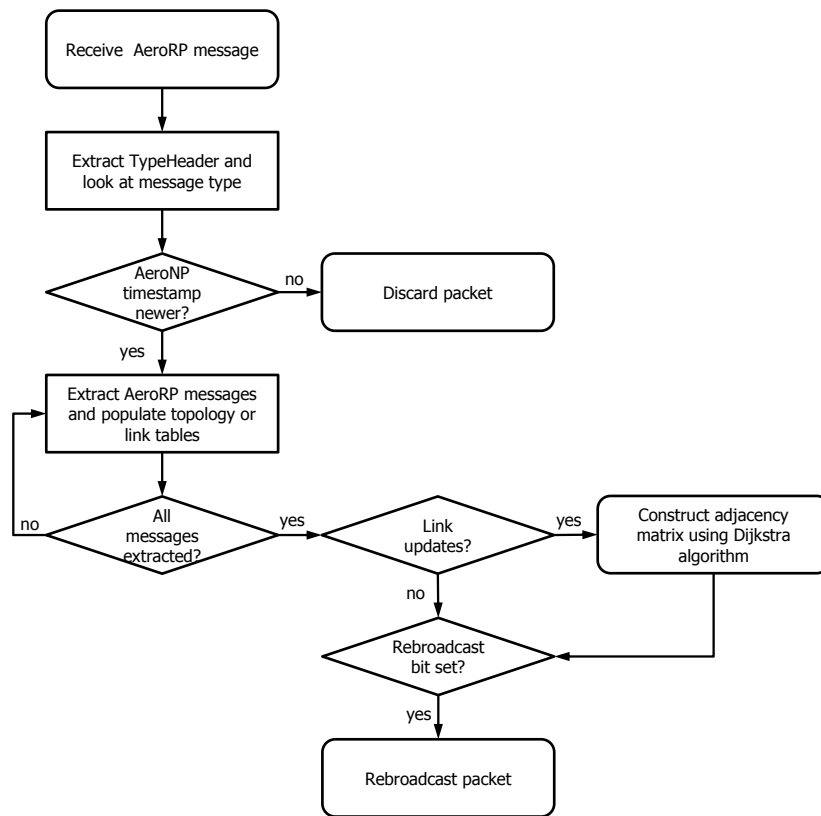 Receive AeroRP message
Extract TypeHeader and
look at message type
AeroNP
timestamp
newer?
no
Discard packet
yes
Extract AeroRP messages
and populate topology or
link tables
no
All
messages
extracted?
yes
Link
updates?
yes
Construct adjacency
matrix using Dijkstra
algorithm
no
Rebroadcast
bit set?
yes
Rebroadcast packet